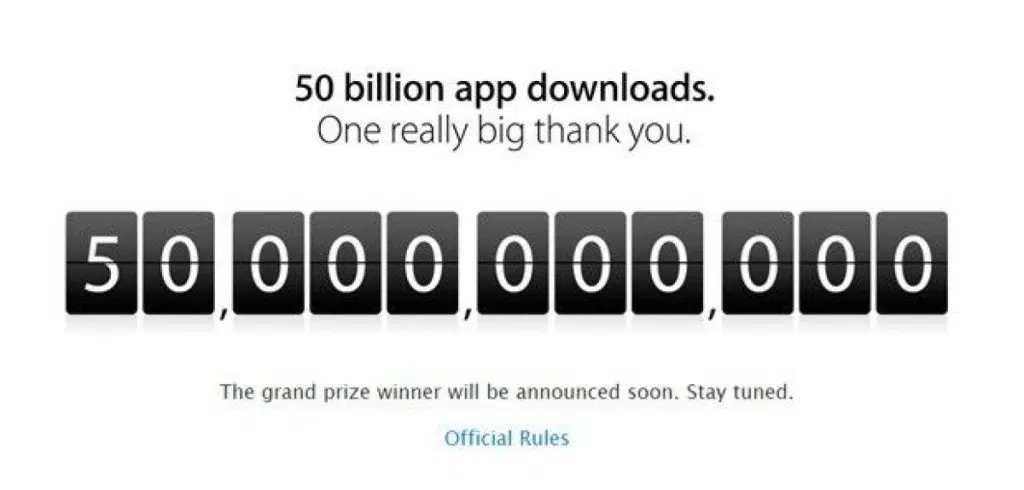 50 billion app downloads.
One really big thank you.
50,000,000,000
The grand prize winner will be announced soon. Stay tuned.
Official Rules